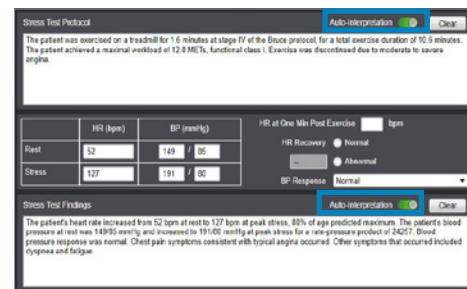 Stress Test Protocol Auto-Interpretation Clear
The patient was exercised on a treadmill for 1.6 minutes at stage IV of the Bruce protocol, for a total exercise duration of 10.6 minutes.
The patient achieved a maximal workload of 12.0 METs, functional class I. Exercise was discontinued due to moderate to severe
angina.
HR (bpm) BP (mmHg) HR at One Min Post Exercise bpm
Rest 52 149 / 85 HR Recovery Normal
-- Abnormal
Stress 127 191 / 80 BP Response Normal
Stress Test Findings Auto-Interpretation Clear
The patient's heart rate increased from 52 bpm at rest to 127 bpm at peak stress, 80% of age predicted maximum. The patient's blood
pressure at rest was 149/85 mmHg and increased to 191/80 mmHg at peak stress for a rate-pressure product of 24257. Blood
pressure response was normal. Chest pain symptoms consistent with typical angina occurred. Other symptoms that occurred included
dyspnea and fatigue.